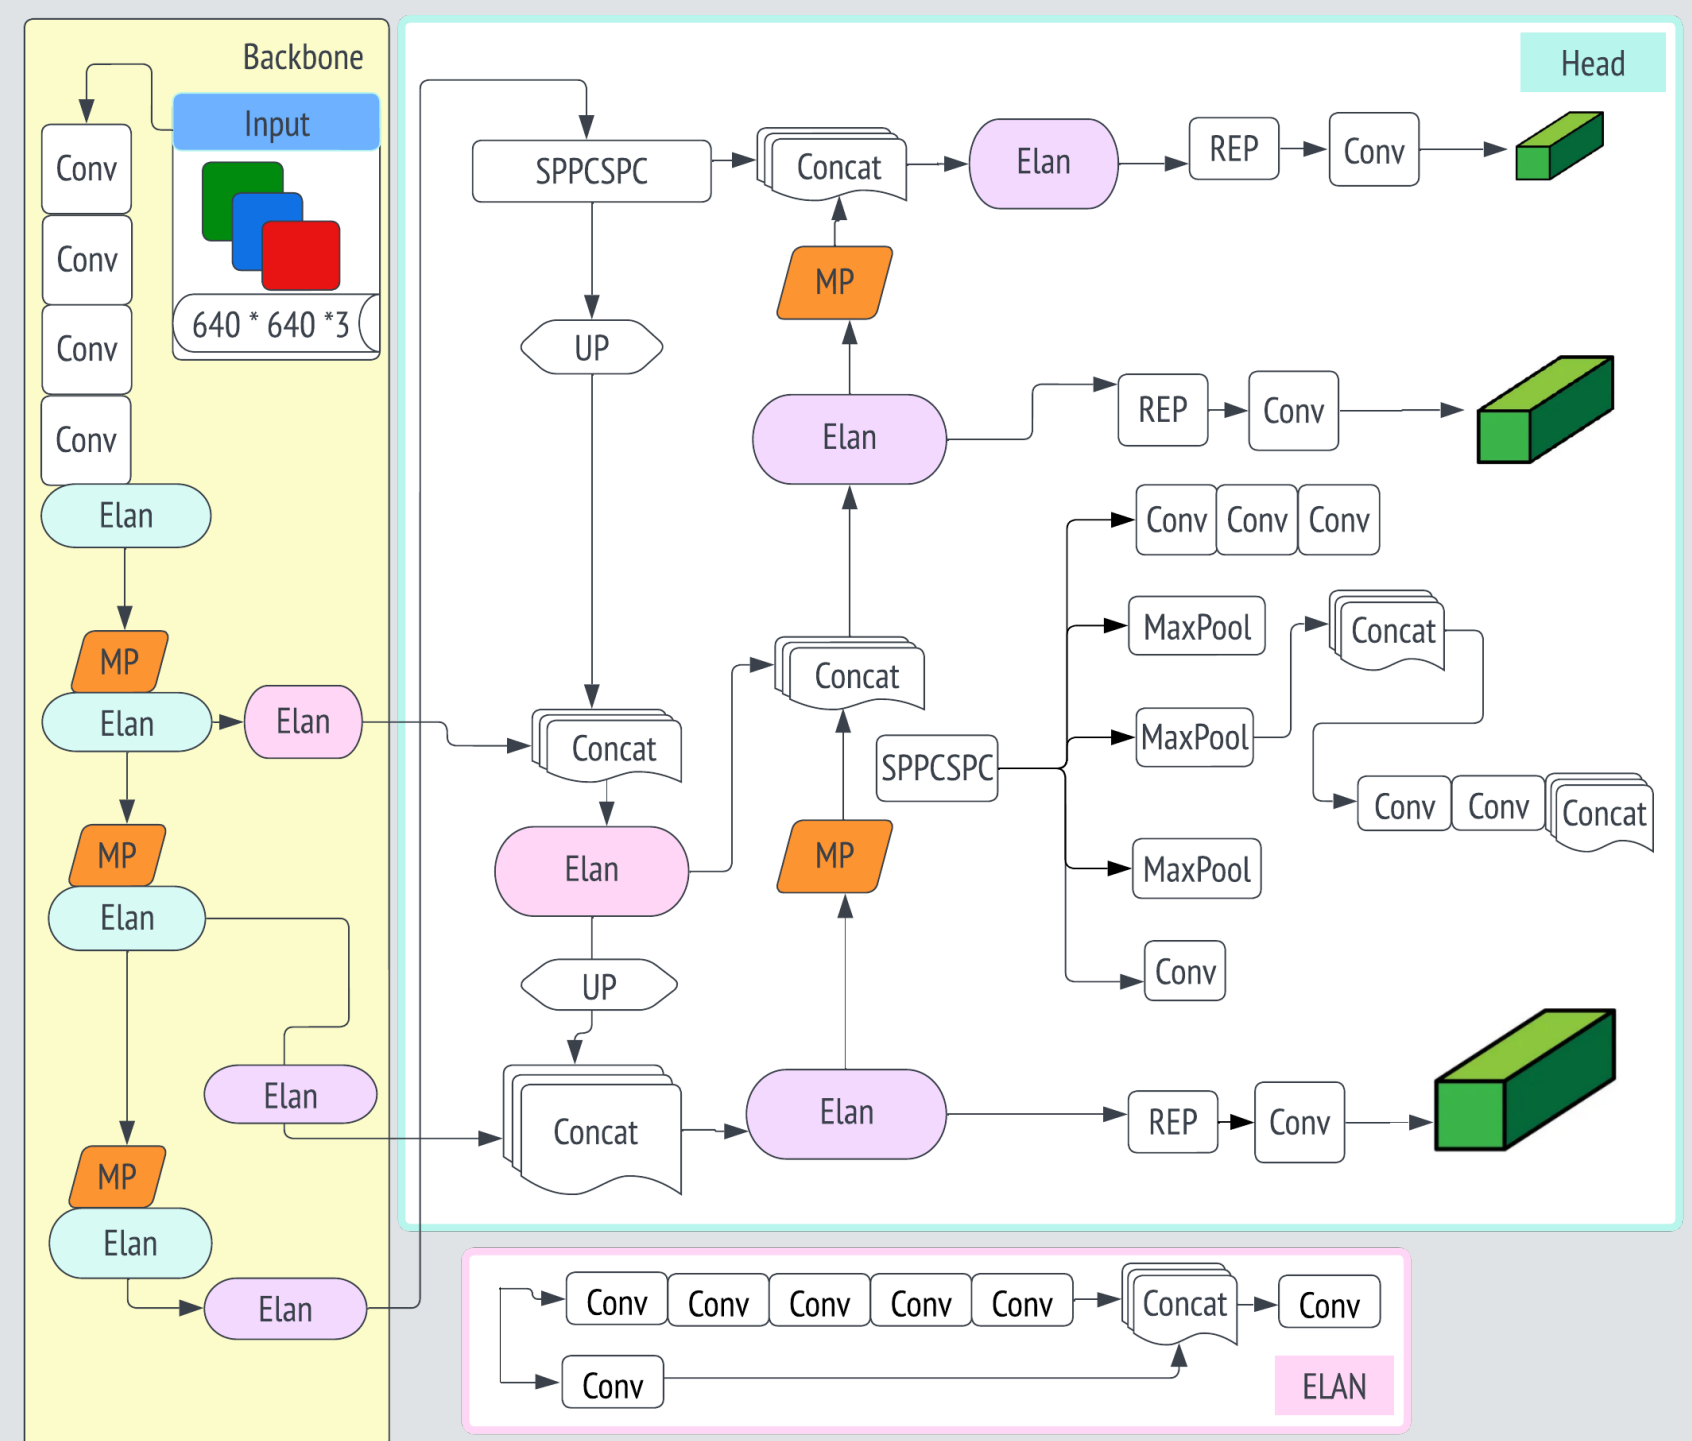 Backbone
Input
640 * 640 *3
Conv
Conv
Conv
Conv
Elan
MP
Elan
Elan
MP
Elan
Elan
MP
Elan
Elan
Head
SPPCSPC
Concat
Elan
REP
Conv
MP
UP
Elan
REP
Conv
Conv Conv Conv
MaxPool
Concat
Concat
MaxPool
Concat
SPPCSPC
Conv Conv Concat
Elan
MP
MaxPool
UP
Conv
Concat
Elan
REP
Conv
Conv Conv Conv Conv Conv Concat Conv
Conv
ELAN